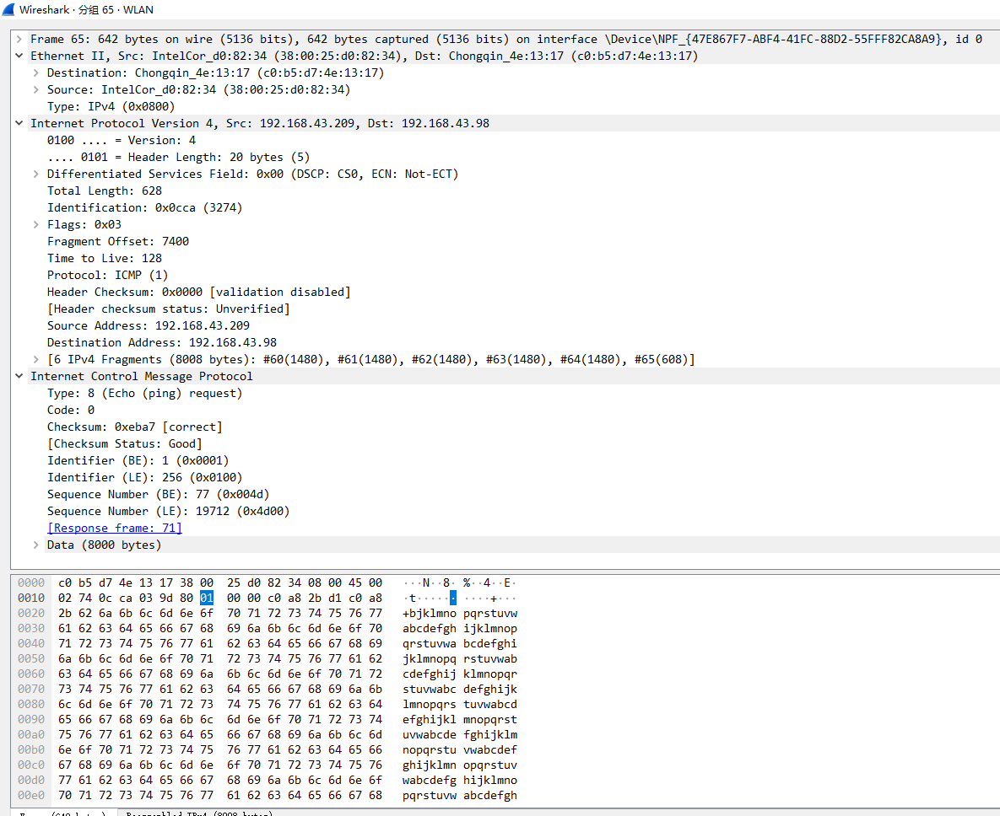 Wireshark · 分组 65 · WLAN
Frame 65: 642 bytes on wire (5136 bits), 642 bytes captured (5136 bits) on interface \Device\NPF_{47E867F7-ABF4-41FC-88D2-55FFF82CA8A9}, id 0
Ethernet II, Src: IntelCor_d0:82:34 (38:00:25:d0:82:34), Dst: Chongqin_4e:13:17 (c0:b5:d7:4e:13:17)
Destination: Chongqin_4e:13:17 (c0:b5:d7:4e:13:17)
Source: IntelCor_d0:82:34 (38:00:25:d0:82:34)
Type: IPv4 (0x0800)
Internet Protocol Version 4, Src: 192.168.43.209, Dst: 192.168.43.98
0100 .... = Version: 4
.... 0101 = Header Length: 20 bytes (5)
Differentiated Services Field: 0x00 (DSCP: CS0, ECN: Not-ECT)
Total Length: 628
Identification: 0x0cca (3274)
Flags: 0x03
Fragment Offset: 7400
Time to Live: 128
Protocol: ICMP (1)
Header Checksum: 0x0000 [validation disabled]
[Header checksum status: Unverified]
Source Address: 192.168.43.209
Destination Address: 192.168.43.98
[6 IPv4 Fragments (8008 bytes): #60(1480), #61(1480), #62(1480), #63(1480), #64(1480), #65(608)]
Internet Control Message Protocol
Type: 8 (Echo (ping) request)
Code: 0
Checksum: 0xeba7 [correct]
[Checksum Status: Good]
Identifier (BE): 1 (0x0001)
Identifier (LE): 256 (0x0100)
Sequence Number (BE): 77 (0x004d)
Sequence Number (LE): 19712 (0x4d00)
[Response frame: 71]
Data (8000 bytes)
0000 c0 b5 d7 4e 13 17 38 00 25 d0 82 34 08 00 45 00 ···N··8· %··4··E·
0010 02 74 0c ca 03 9d 80 01 00 00 c0 a8 2b d1 c0 a8 ·t······ ····+···
0020 2b 62 6a 6b 6c 6d 6e 6f 70 71 72 73 74 75 76 77 +bjklmno pqrstuvw
0030 61 62 63 64 65 66 67 68 69 6a 6b 6c 6d 6e 6f 70 abcdefgh ijklmnop
0040 71 72 73 74 75 76 77 61 62 63 64 65 66 67 68 69 qrstuvwa bcdefghi
0050 6a 6b 6c 6d 6e 6f 70 71 72 73 74 75 76 77 61 62 jklmnopq rstuvwab
0060 63 64 65 66 67 68 69 6a 6b 6c 6d 6e 6f 70 71 72 cdefghij klmnopqr
0070 73 74 75 76 77 61 62 63 64 65 66 67 68 69 6a 6b stuvwabc defghijk
0080 6c 6d 6e 6f 70 71 72 73 74 75 76 77 61 62 63 64 lmnopqrs tuvwabcd
0090 65 66 67 68 69 6a 6b 6c 6d 6e 6f 70 71 72 73 74 efghijkl mnopqrst
00a0 75 76 77 61 62 63 64 65 66 67 68 69 6a 6b 6c 6d uvwabcde fghijklm
00b0 6e 6f 70 71 72 73 74 75 76 77 61 62 63 64 65 66 nopqrstu vwabcdef
00c0 67 68 69 6a 6b 6c 6d 6e 6f 70 71 72 73 74 75 76 ghijklmn opqrstuv
00d0 77 61 62 63 64 65 66 67 68 69 6a 6b 6c 6d 6e 6f wabcdefg hijklmno
00e0 70 71 72 73 74 75 76 77 61 62 63 64 65 66 67 68 pqrstuvw abcdefgh